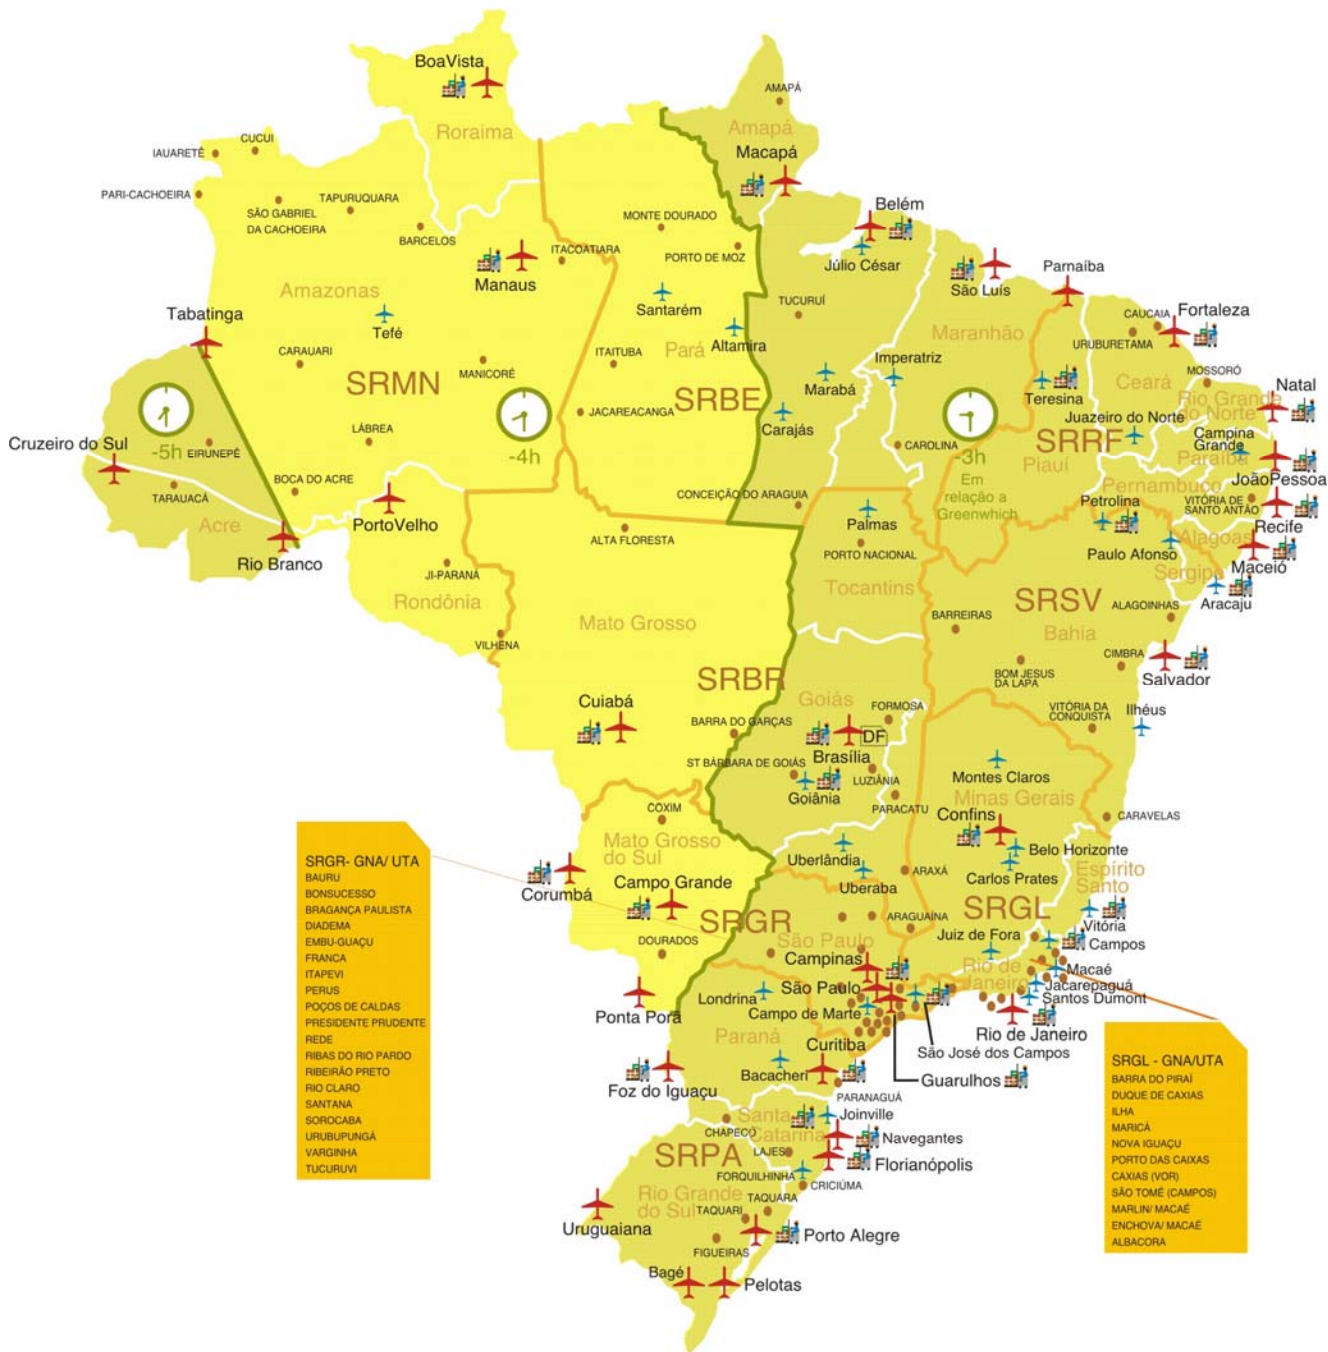 BoaVista
Roraima
AMAPÁ
Amapá
Macapá
CUCUI
IAUARETÊ
PARI-CACHOEIRA
SÃO GABRIEL
DA CACHOEIRA
TAPURUQUARA
BARCELOS
MONTE DOURADO
ITACOATIARA
PORTO DE MOZ
Belém
Júlio César
São Luís
Parnaíba
Manaus
Amazonas
Tabatinga
Tefé
Santarém
Altamira
Pará
TUCURUÍ
Maranhão
CAUCAIA
Fortaleza
URUBURETAMA
CARAUARI
SRMN
MANICORÉ
ITAITUBA
SRBE
Marabá
Imperatriz
Teresina
Ceará
MOSSORÓ
Natal
Rio Grande
do Norte
JACAREACANGA
Carajás
Juazeiro do Norte
Campina
Grande
Cruzeiro do Sul
-5h
EIRUNEPÊ
LÁBREA
-4h
CAROLINA
-3h
Em
relação a
Greenwhich
SRRF
Piauí
Paraíba
JoãoPessoa
TARAUACÁ
BOCA DO ACRE
Acre
PortoVelho
CONCEIÇÃO DO ARAGUIA
Pernambuco
Petrolina
VITÓRIA DE
SANTO ANTÃO
Recife
Rio Branco
ALTA FLORESTA
Palmas
PORTO NACIONAL
Paulo Afonso
Alagoas
Maceió
JI-PARANÁ
Rondônia
Tocantins
Sergipe
Aracaju
SRSV
ALAGOINHAS
VILHENA
Mato Grosso
BARREIRAS
Bahia
BOM JESUS
DA LAPA
CIMBRA
Salvador
SRBR
Goiás
Cuiabá
BARRA DO GARÇAS
FORMOSA
VITÓRIA DA
CONQUISTA
Ilhéus
DF
Brasília
ST BÁRBARA DE GOIÁS
LUZIÂNIA
Goiânia
PARACATU
Montes Claros
Minas Gerais
COXIM
Confins
CARAVELAS
Mato Grosso
do Sul
Uberlândia
Uberaba
ARAXÁ
Belo Horizonte
Carlos Prates
Espírito
Santo
Corumbá
Campo Grande
SRGR
ARAGUAÍNA
SRGL
Vitória
DOURADOS
São Paulo
Juiz de Fora
Campos
Campinas
Rio de
Janeiro
Macaé
Ponta Porã
Londrina
São Paulo
Jacarepaguá
Santos Dumont
Campo de Marte
Rio de Janeiro
Paraná
Curitiba
São José dos Campos
Foz do Iguaçu
Bacacheri
Guarulhos
PARANAGUÁ
Santa
Catarina
Joinville
CHAPECÓ
Navegantes
SRPA
LAJES
Florianópolis
FORQUILHINHA
CRICIÚMA
Rio Grande
do Sul
TAQUARA
TAQUARI
Uruguaiana
Porto Alegre
FIGUEIRAS
Bagé
Pelotas
SRGR- GNA/ UTA
BAURU
BONSUCESSO
BRAGANÇA PAULISTA
DIADEMA
EMBU-GUAÇU
FRANCA
ITAPEVI
PERUS
POÇOS DE CALDAS
PRESIDENTE PRUDENTE
REDE
RIBAS DO RIO PARDO
RIBEIRÃO PRETO
RIO CLARO
SANTANA
SOROCABA
URUBUPUNGÁ
VARGINHA
TUCURUVI
SRGL - GNA/UTA
BARRA DO PIRAÍ
DUQUE DE CAXIAS
ILHA
MARICÁ
NOVA IGUAÇU
PORTO DAS CAIXAS
CAXIAS (VOR)
SÃO TOMÉ (CAMPOS)
MARLIN/ MACAÉ
ENCHOVA/ MACAÉ
ALBACORA